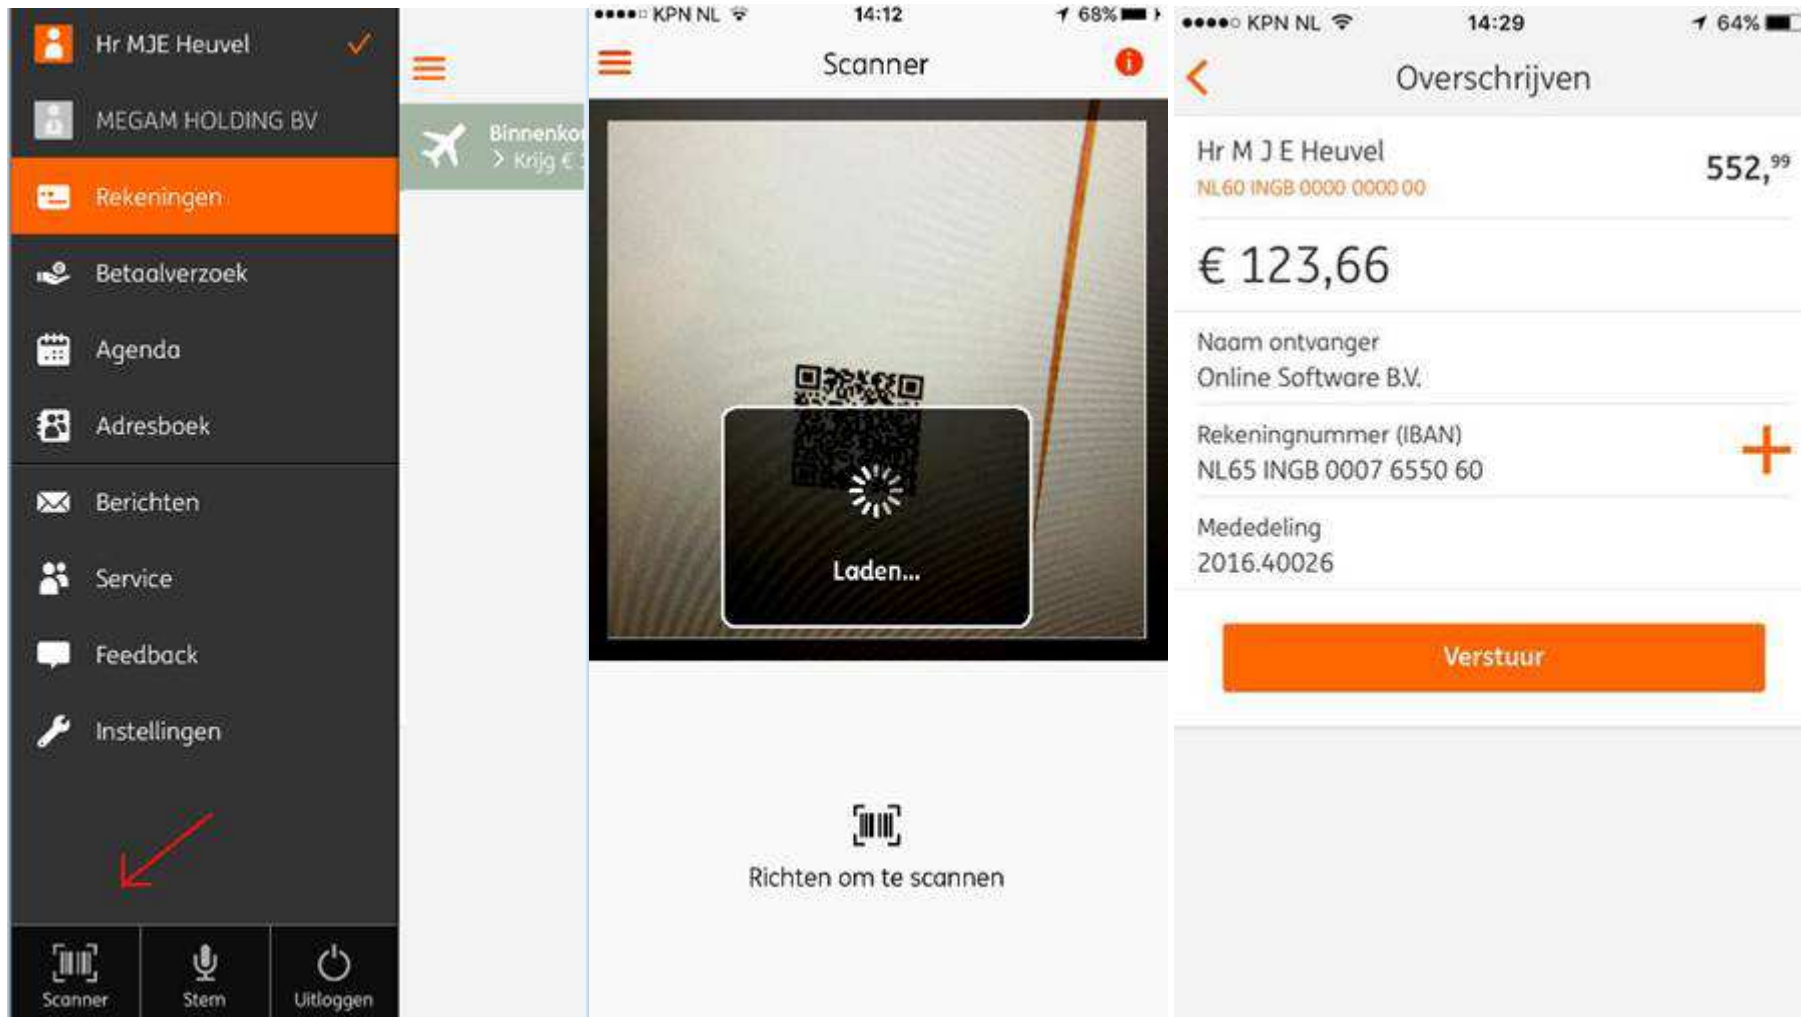 Hr MJE Heuvel
MEGAM HOLDING BV
Rekeningen
Betaalverzoek
Agenda
Adresboek
Berichten
Service
Feedback
Instellingen
Scanner
Stem
Uitloggen
> Krijg €
KPN NL
14:12
68%
Scanner
Laden...
Richten om te scannen
KPN NL
14:29
64%
Overschrijven
Hr M J E Heuvel
552,99
NL60 INGB 0000 0000 00
€ 123,66
Naam ontvanger
Online Software B.V.
Rekeningnummer (IBAN)
NL65 INGB 0007 6550 60
Mededeling
2016.40026
Verstuur